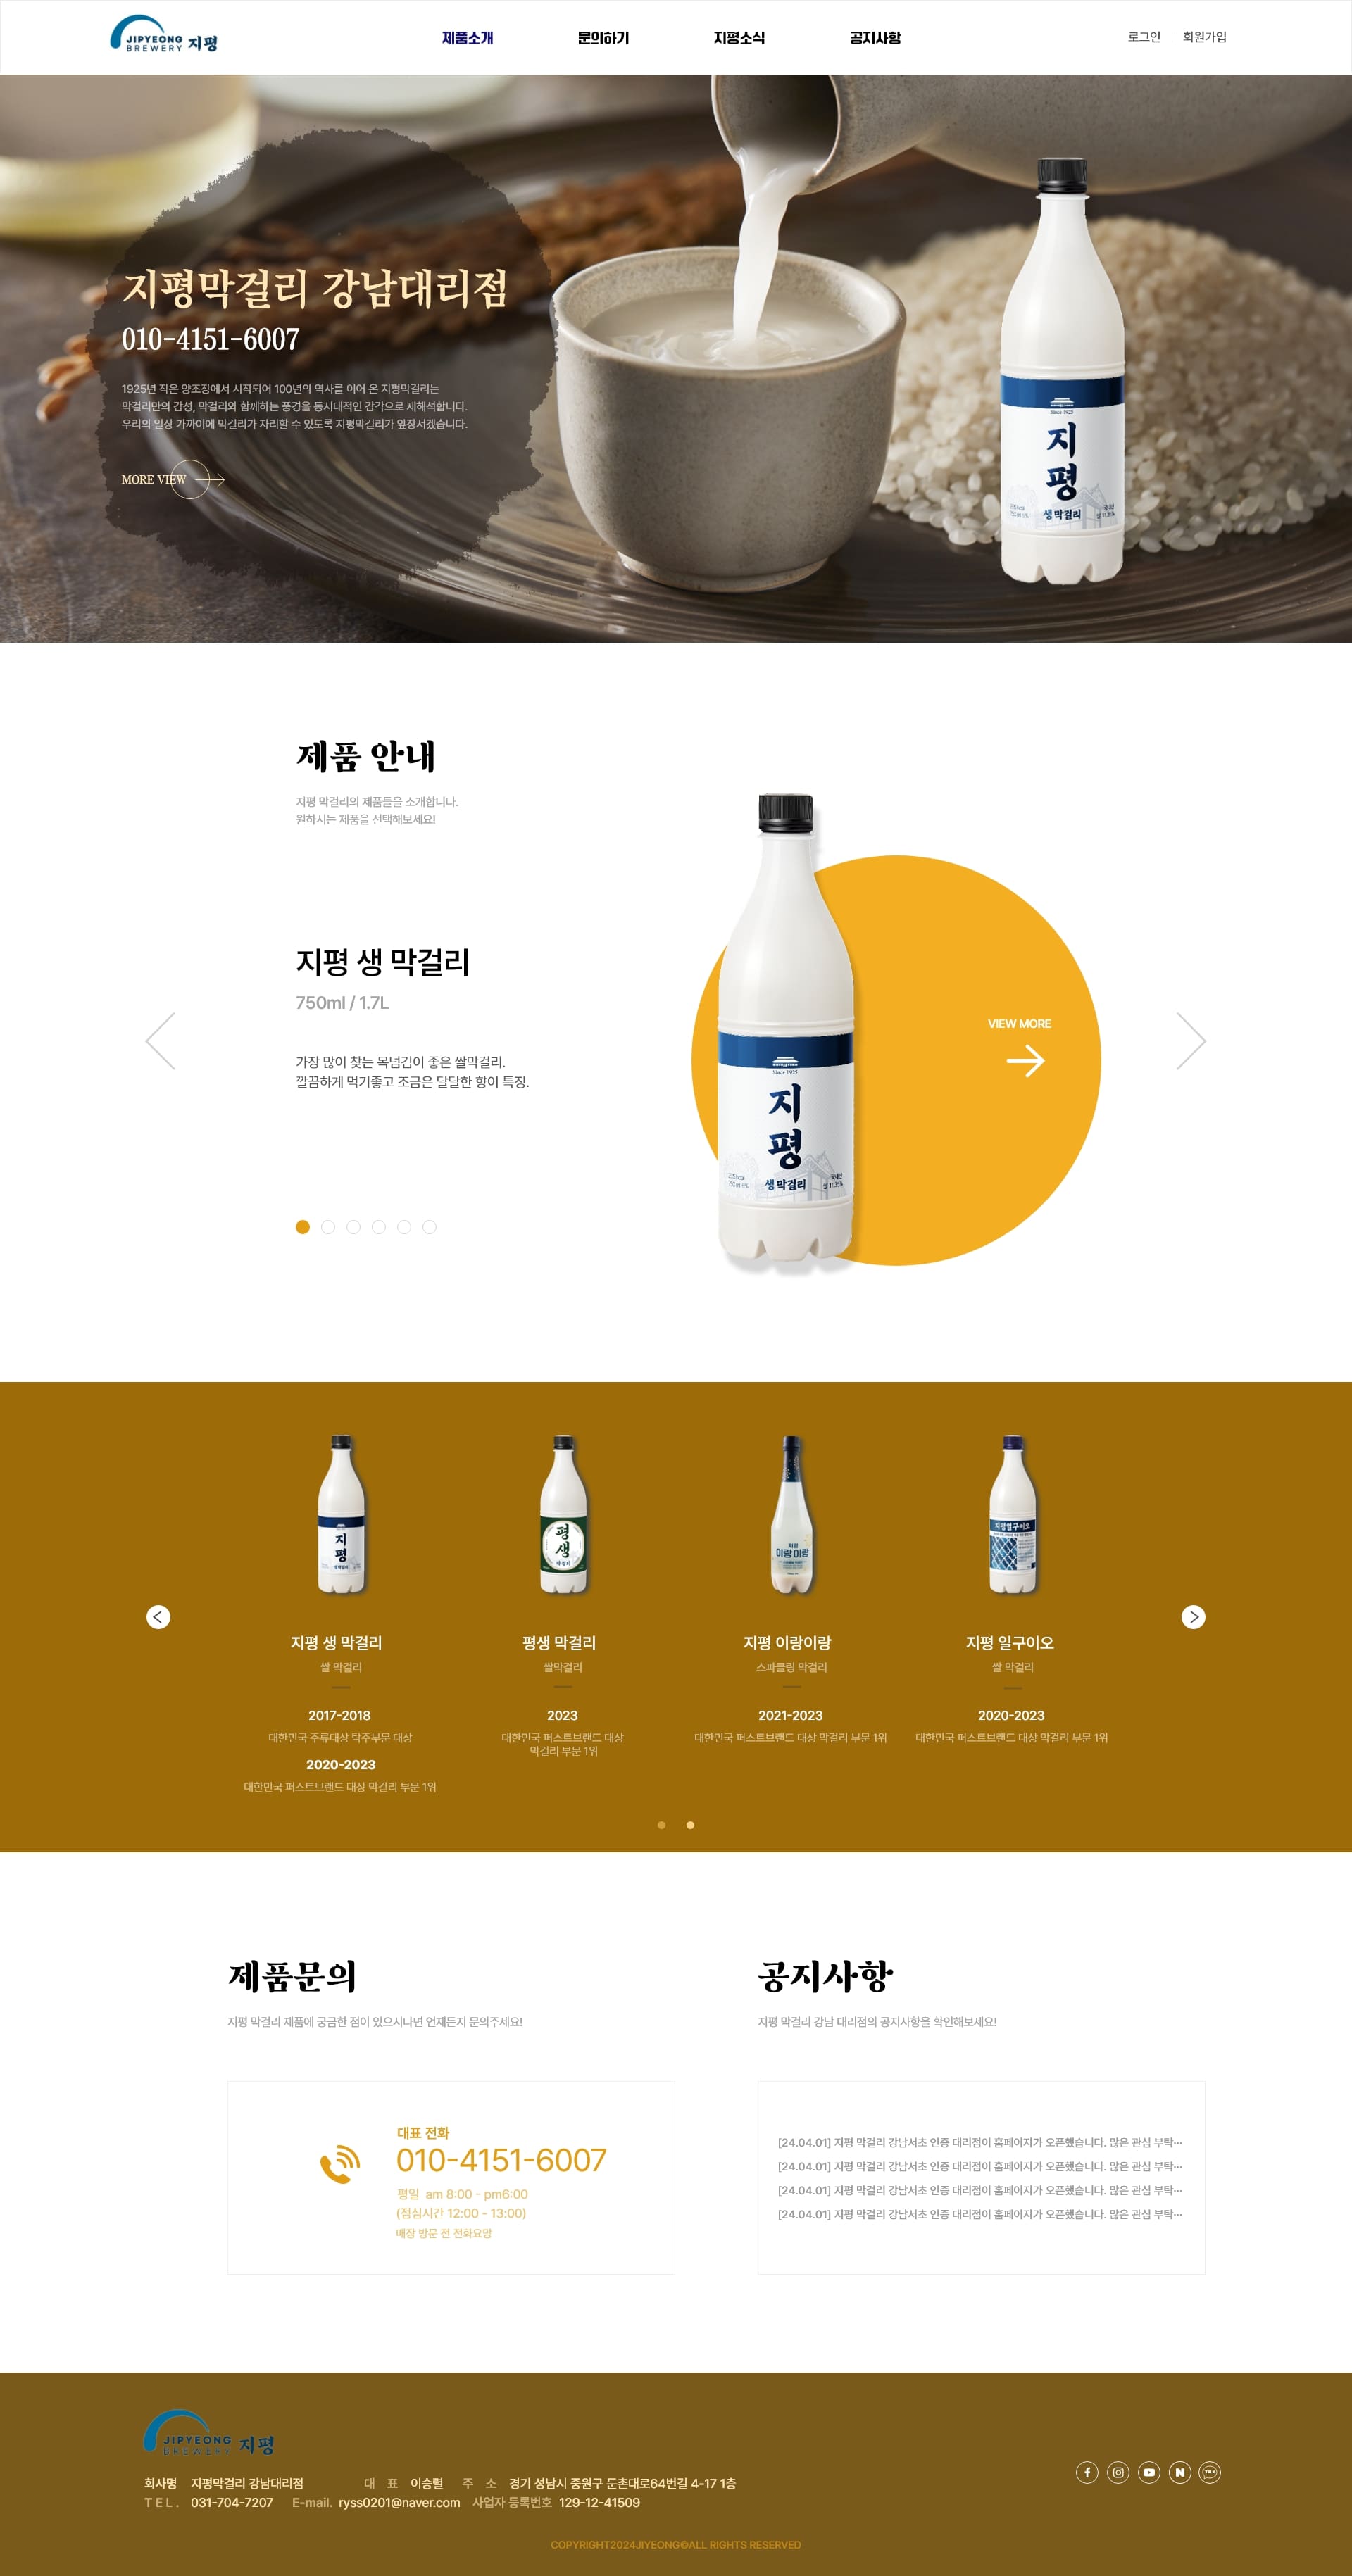 JIPYEONG
BREWERY 지평
제품소개
문의하기
지평소식
공지사항
로그인
회원가입
지평막걸리 강남대리점
010-4151-6007
1925년 작은 양조장에서 시작되어 100년의 역사를 이어 온 지평막걸리는
막걸리만의 감성, 막걸리와 함께하는 풍경을 동시대적인 감각으로 재해석합니다.
우리의 일상 가까이에 막걸리가 자리할 수 있도록 지평막걸리가 앞장서겠습니다.
MORE VIEW
Since 1925
지
평
생막걸리
제품 안내
지평 막걸리의 제품들을 소개합니다.
원하시는 제품을 선택해보세요!
지평 생 막걸리
750ml / 1.7L
가장 많이 찾는 목넘김이 좋은 쌀막걸리.
깔끔하게 먹기좋고 조금은 달달한 향이 특징.
Since 1925
지
평
생막걸리
VIEW MORE
지
평
생막걸리
평
생
막걸리
지평
이랑이랑
지평일구이오
지평 생 막걸리
쌀 막걸리
2017-2018
대한민국 주류대상 탁주부문 대상
2020-2023
대한민국 퍼스트브랜드 대상 막걸리 부문 1위
평생 막걸리
쌀막걸리
2023
대한민국 퍼스트브랜드 대상
막걸리 부문 1위
지평 이랑이랑
스파클링 막걸리
2021-2023
대한민국 퍼스트브랜드 대상 막걸리 부문 1위
지평 일구이오
쌀 막걸리
2020-2023
대한민국 퍼스트브랜드 대상 막걸리 부문 1위
제품문의
지평 막걸리 제품에 궁금한 점이 있으시다면 언제든지 문의주세요!
대표 전화
010-4151-6007
평일 am 8:00 - pm6:00
(점심시간 12:00 - 13:00)
매장 방문 전 전화요망
공지사항
지평 막걸리 강남 대리점의 공지사항을 확인해보세요!
[24.04.01] 지평 막걸리 강남서초 인증 대리점이 홈페이지가 오픈했습니다. 많은 관심 부탁···
[24.04.01] 지평 막걸리 강남서초 인증 대리점이 홈페이지가 오픈했습니다. 많은 관심 부탁···
[24.04.01] 지평 막걸리 강남서초 인증 대리점이 홈페이지가 오픈했습니다. 많은 관심 부탁···
[24.04.01] 지평 막걸리 강남서초 인증 대리점이 홈페이지가 오픈했습니다. 많은 관심 부탁···
JIPYEONG
BREWERY 지평
회사명 지평막걸리 강남대리점 대 표 이승렬 주 소 경기 성남시 중원구 둔촌대로64번길 4-17 1층
TEL. 031-704-7207 E-mail. ryss0201@naver.com 사업자 등록번호 129-12-41509
COPYRIGHT2024JIYEONG©ALL RIGHTS RESERVED